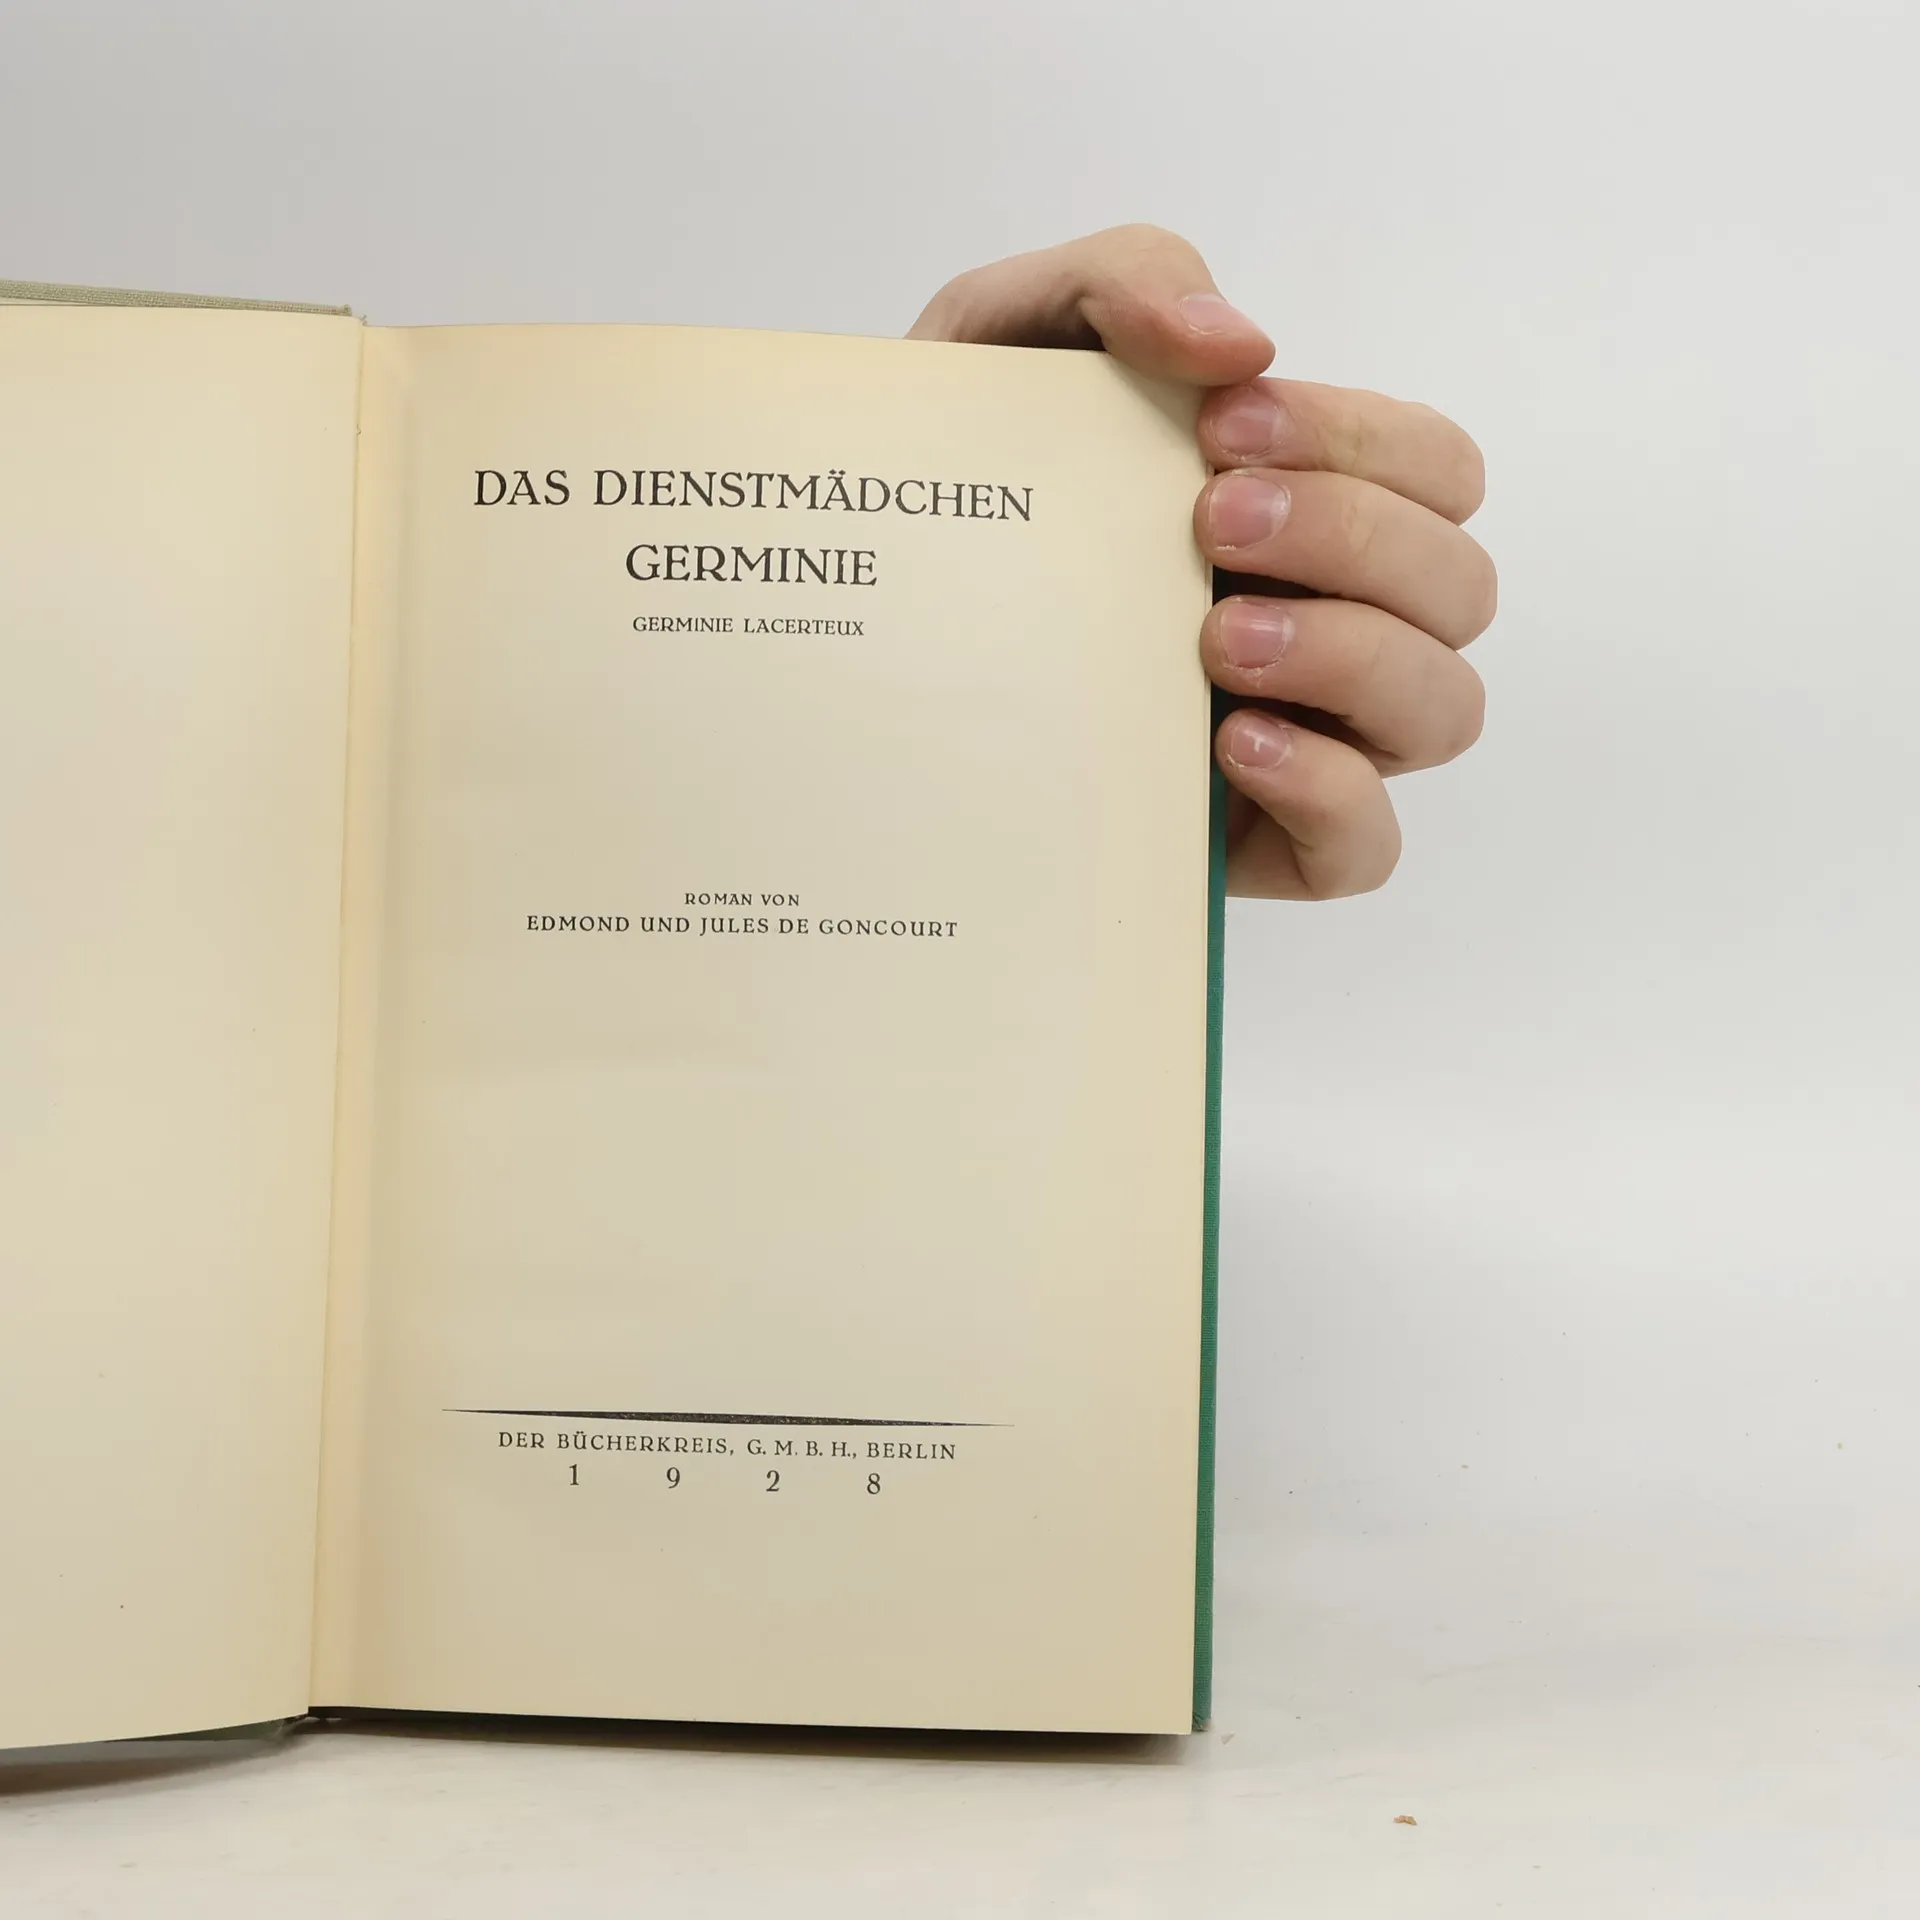 DAS DIENSTMÄDCHEN
GERMINIE
GERMINIE LACERTEUX
ROMAN VON
EDMOND UND JULES DE GONCOURT
DER BÜCHERKREIS, G. M. B. H., BERLIN
1 9 2 8